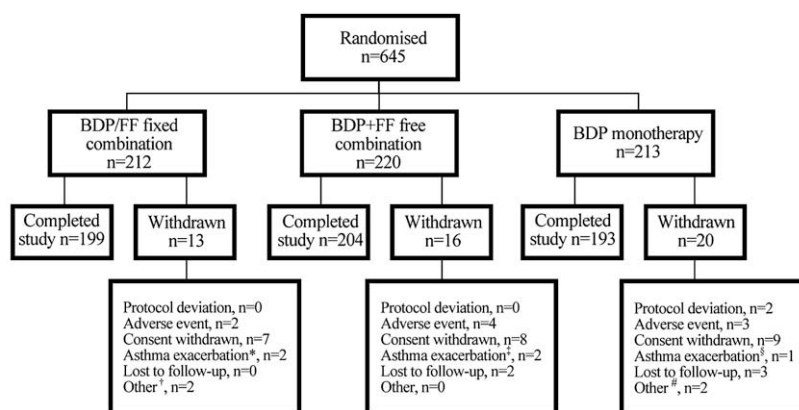 Randomised
n=645
BDP/FF fixed
combination
n=212
BDP+FF free
combination
n=220
BDP monotherapy
n=213
Completed
study n=199
Withdrawn
n=13
Completed
study n=204
Withdrawn
n=16
Completed
study n=193
Withdrawn
n=20
Protocol deviation, n=0
Adverse event, n=2
Consent withdrawn, n=7
Asthma exacerbation*, n=2
Lost to follow-up, n=0
Other†, n=2
Protocol deviation, n=0
Adverse event, n=4
Consent withdrawn, n=8
Asthma exacerbation‡, n=2
Lost to follow-up, n=2
Other, n=0
Protocol deviation, n=2
Adverse event, n=3
Consent withdrawn, n=9
Asthma exacerbation§, n=1
Lost to follow-up, n=3
Other#, n=2